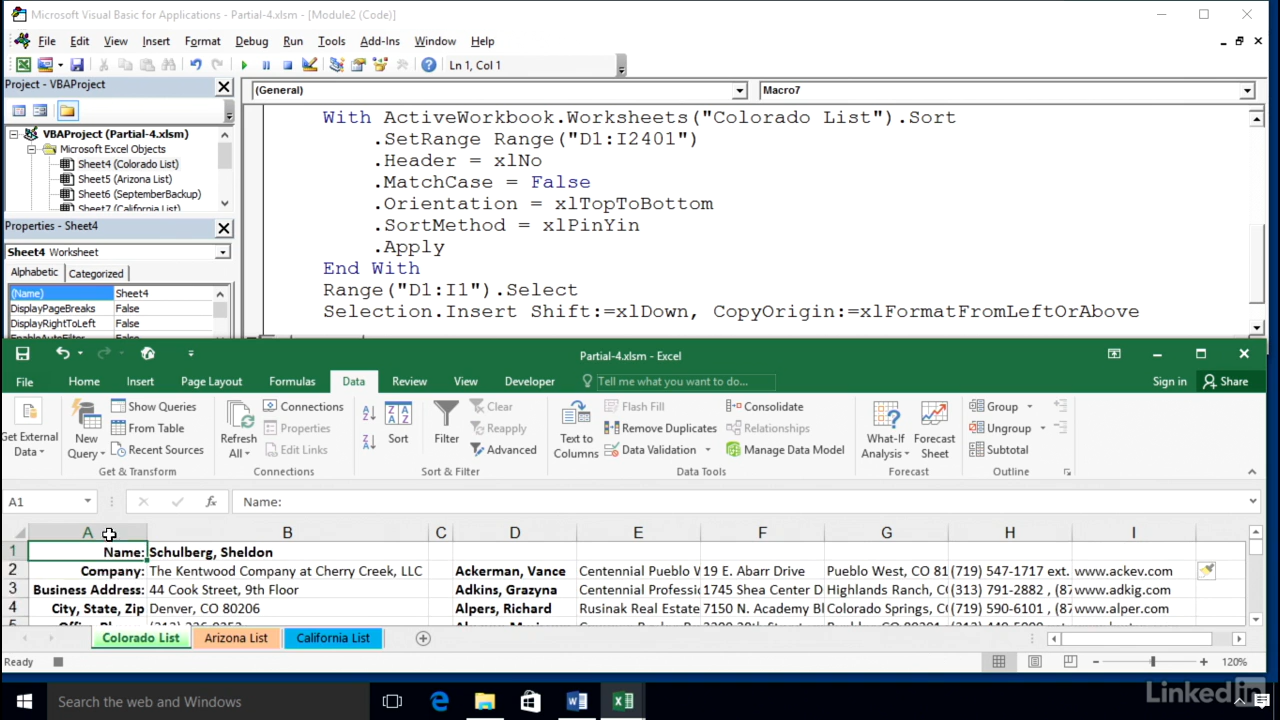 Microsoft Visual Basic for Applications - Partial-4.xlsm - [Module2 (Code)]
File Edit View Insert Format Debug Run Tools Add-Ins Window Help
Ln 1, Col 1
Project - VBAProject
(General)
Macro7
VBAProject (Partial-4.xlsm)
Microsoft Excel Objects
Sheet4 (Colorado List)
Sheet5 (Arizona List)
Sheet6 (SeptemberBackup)
Sheet7 (California List)
Properties - Sheet4
Sheet4 Worksheet
Alphabetic Categorized
(Name) Sheet4
DisplayPageBreaks False
DisplayRightToLeft False
With ActiveWorkbook.Worksheets("Colorado List").Sort
.SetRange Range("D1:I2401")
.Header = xlNo
.MatchCase = False
.Orientation = xlTopToBottom
.SortMethod = xlPinYin
.Apply
End With
Range("D1:I1").Select
Selection.Insert Shift:=xlDown, CopyOrigin:=xlFormatFromLeftOrAbove
Partial-4.xlsm - Excel
File Home Insert Page Layout Formulas Data Review View Developer Tell me what you want to do... Sign in Share
Get External Data
New Query
Show Queries
From Table
Recent Sources
Get & Transform
Refresh All
Connections
Properties
Edit Links
Connections
Sort
Filter
Clear
Reapply
Advanced
Sort & Filter
Text to Columns
Flash Fill
Remove Duplicates
Data Validation
Consolidate
Relationships
Manage Data Model
Data Tools
What-If Analysis
Forecast Sheet
Forecast
Group
Ungroup
Subtotal
Outline
A1 fx Name:
A B C D E F G H I
1 Name: Schulberg, Sheldon
2 Company: The Kentwood Company at Cherry Creek, LLC Ackerman, Vance Centennial Pueblo 19 E. Abarr Drive Pueblo West, CO 81 (719) 547-1717 ext. www.ackev.com
3 Business Address: 44 Cook Street, 9th Floor Adkins, Grazyna Centennial 1745 Shea Center D Highlands Ranch, (313) 791-2882 , (87 www.adkig.com
4 City, State, Zip Denver, CO 80206 Alpers, Richard Rusinak Real Estate 7150 N. Academy Bl Colorado Springs, (719) 590-6101 , (87 www.alper.com
Colorado List Arizona List California List
Ready 120%
Search the web and Windows
LinkedIn